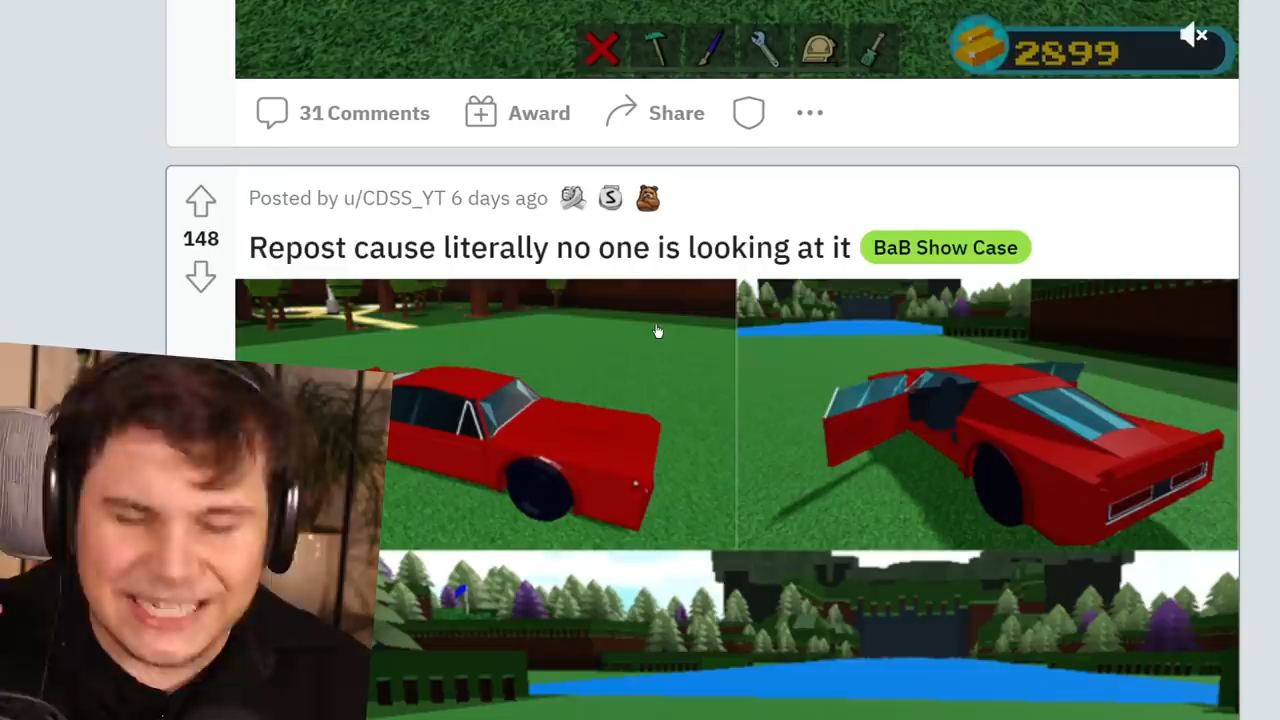 2899
31 Comments Award Share
Posted by u/CDSS_YT 6 days ago
148
Repost cause literally no one is looking at it BaB Show Case